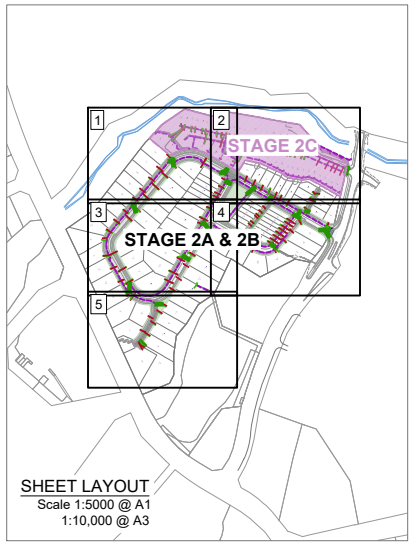 1
2
STAGE 2C
3
4
STAGE 2A & 2B
5
SHEET LAYOUT
Scale 1:5000 @ A1
1:10,000 @ A3